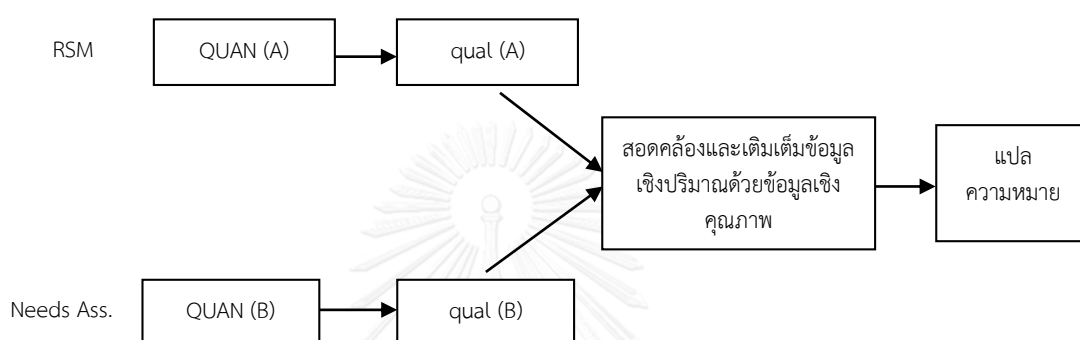 RSM
QUAN (A)
qual (A)
สอดคล้องและเติมเต็มข้อมูล
เชิงปริมาณด้วยข้อมูลเชิง
คุณภาพ
แปล
ความหมาย
Needs Ass.
QUAN (B)
qual (B)